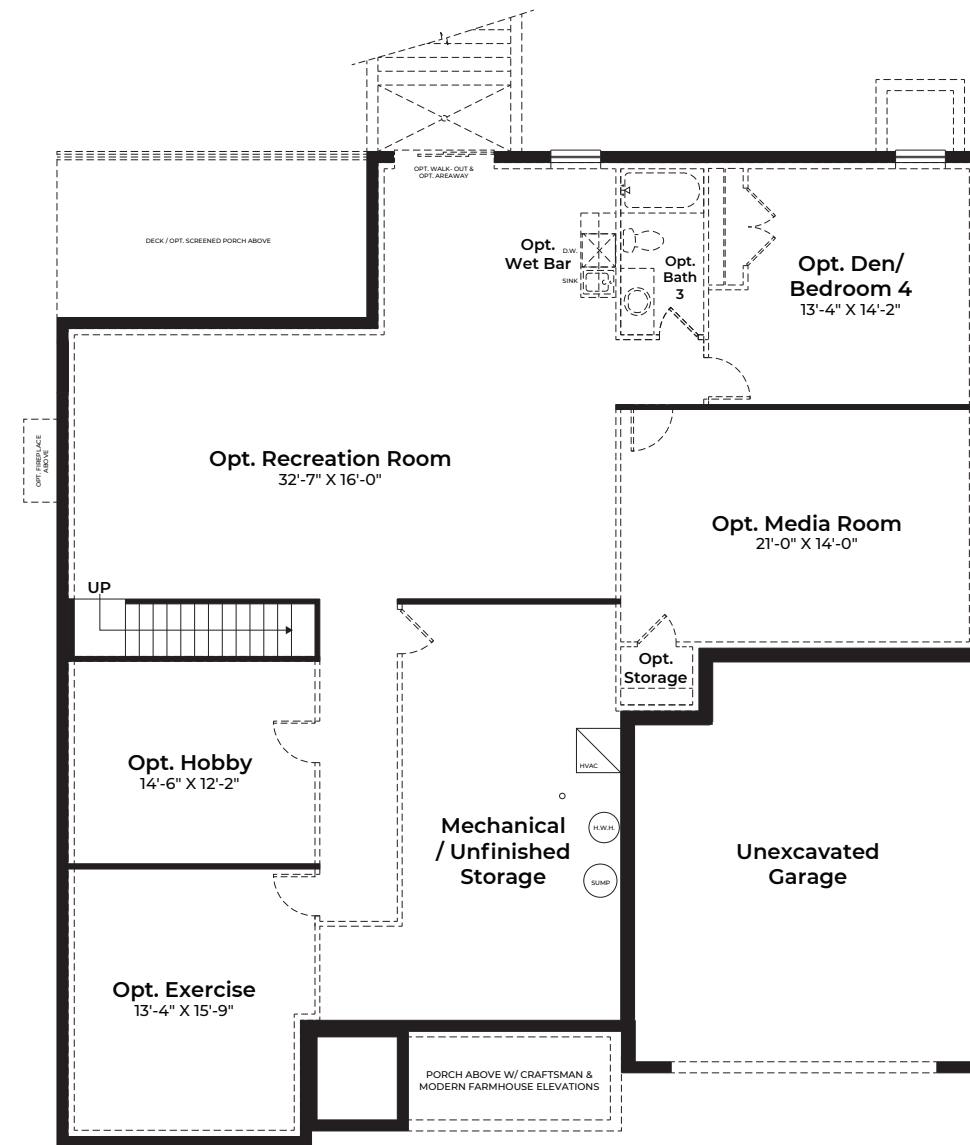 OPT. WALK- OUT &
OPT. AREAWAY
DECK / OPT. SCREENED PORCH ABOVE
Opt.
Wet Bar
D.W.
SINK
Opt.
Bath
3
Opt. Den/
Bedroom 4
13'-4" X 14'-2"
OPT. FIREPLACE
ABOVE
Opt. Recreation Room
32'-7" X 16'-0"
Opt. Media Room
21'-0" X 14'-0"
UP
Opt.
Storage
Opt. Hobby
14'-6" X 12'-2"
HVAC
Mechanical
/ Unfinished
Storage
H.W.H.
SUMP
Unexcavated
Garage
Opt. Exercise
13'-4" X 15'-9"
PORCH ABOVE W/ CRAFTSMAN &
MODERN FARMHOUSE ELEVATIONS